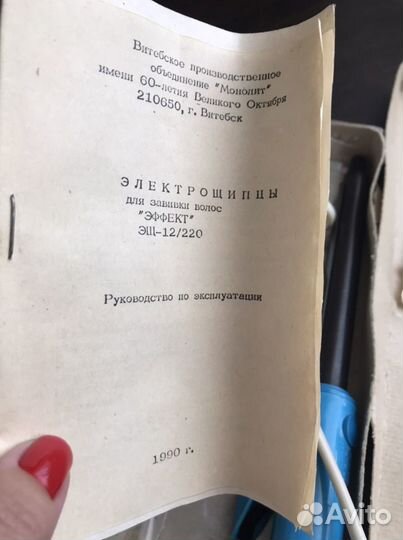 Витебское производственное
объединение "Монолит"
имени 60-летия Великого Октября
210650, г. Витебск
ЭЛЕКТРОЩИПЦЫ
для завивки волос
"ЭФФЕКТ"
ЭЩ-12/220
Руководство по эксплуатации
1990 г.
Avito